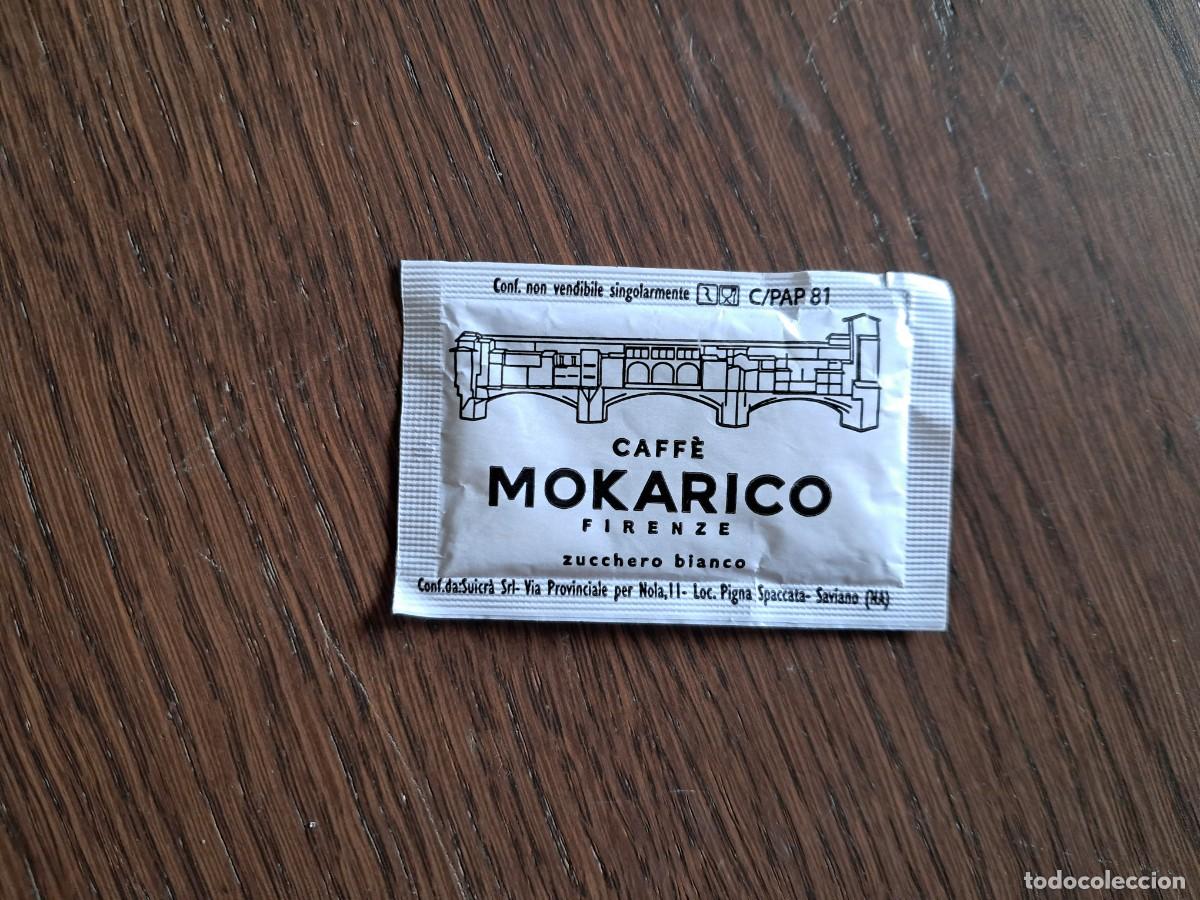 Conf. non vendibile singolarmente C/PAP 81
CAFFÈ
MOKARICO
FIRENZE
zucchero bianco
Conf.da:Suicrà Srl- Via Provinciale per Nola,11- Loc. Pigna Spaccata- Saviano (NA)
todocoleccion